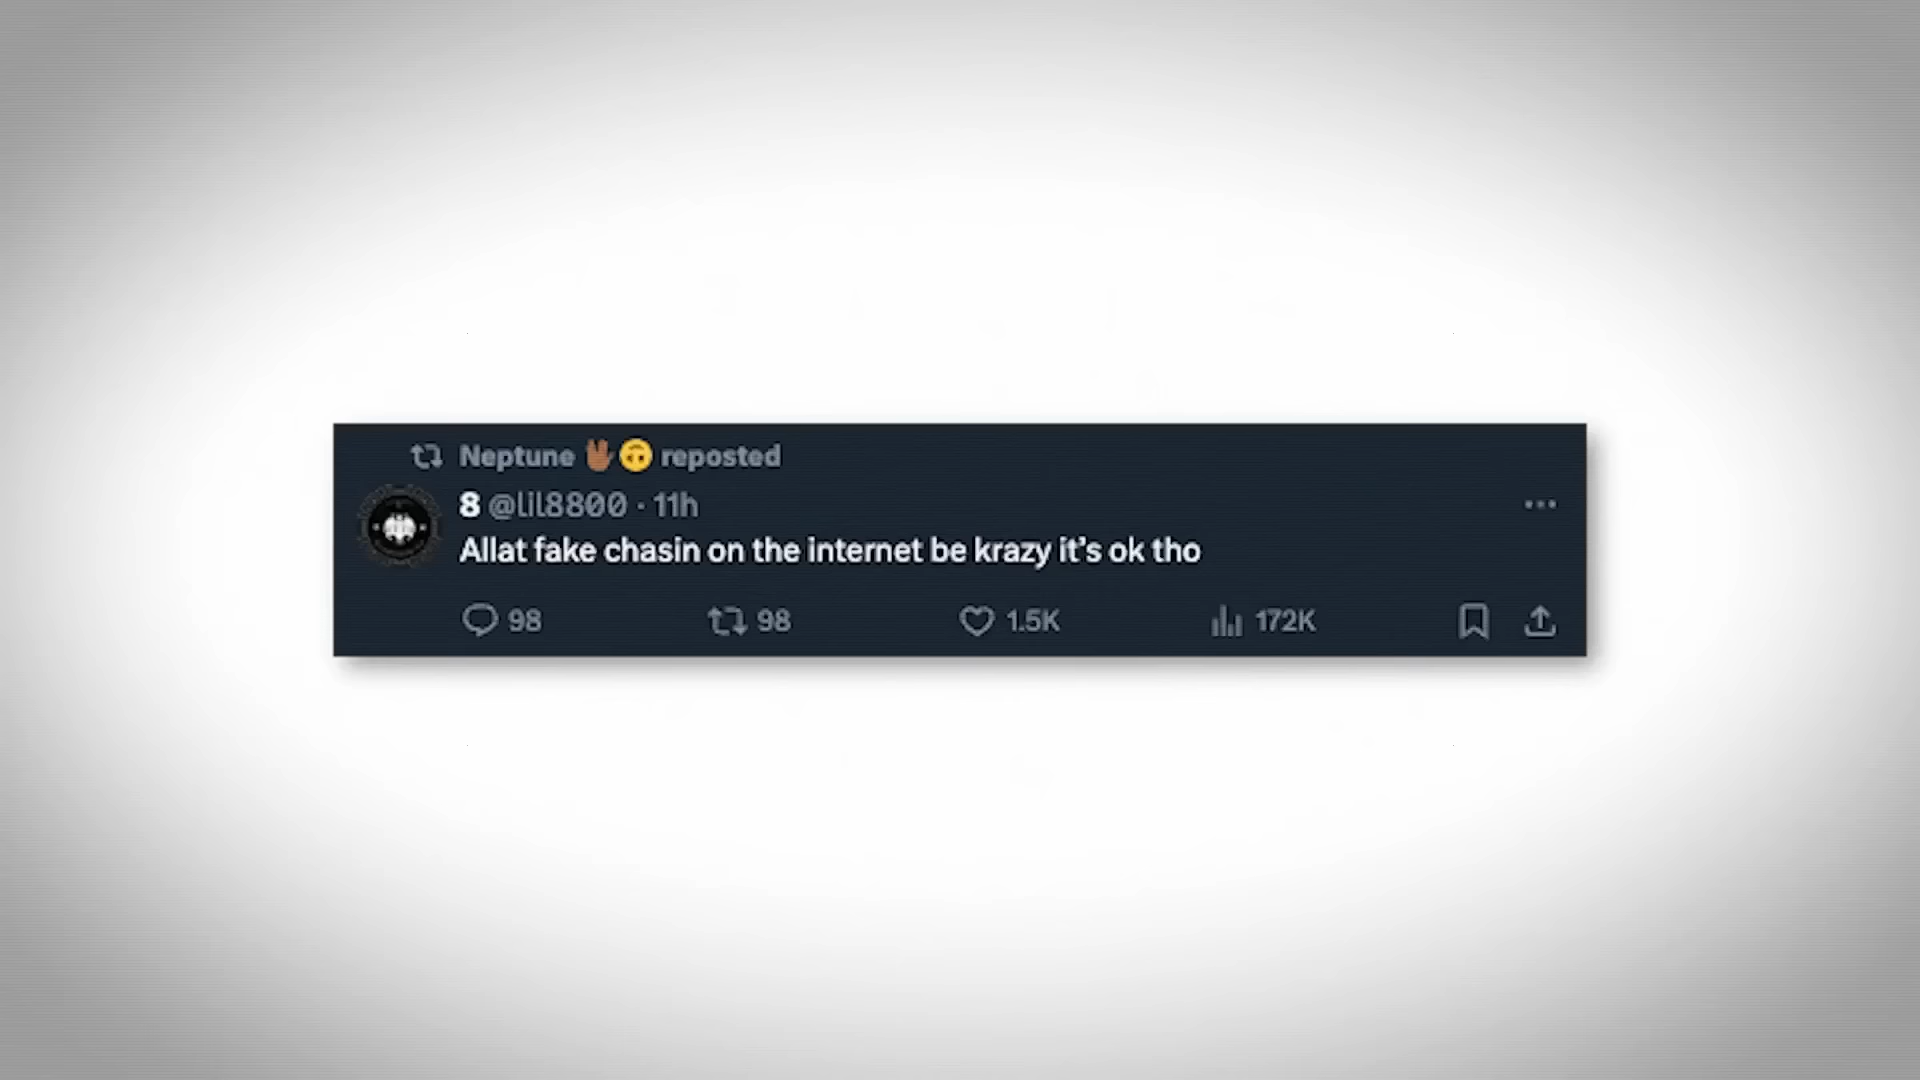 Neptune 🖖🏾🙃 reposted
8 @lil8800 · 11h
Allat fake chasin on the internet be krazy it's ok tho
98 98 1.5K 172K